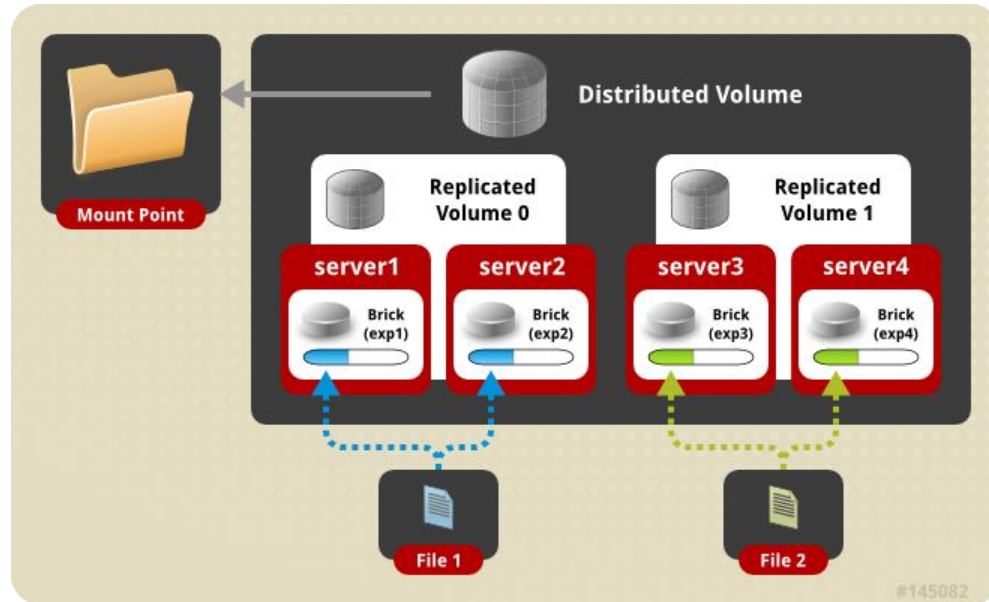 Distributed Volume
Mount Point
Replicated
Volume 0
Replicated
Volume 1
server1
server2
server3
server4
Brick
(exp1)
Brick
(exp2)
Brick
(exp3)
Brick
(exp4)
File 1
File 2
#145082